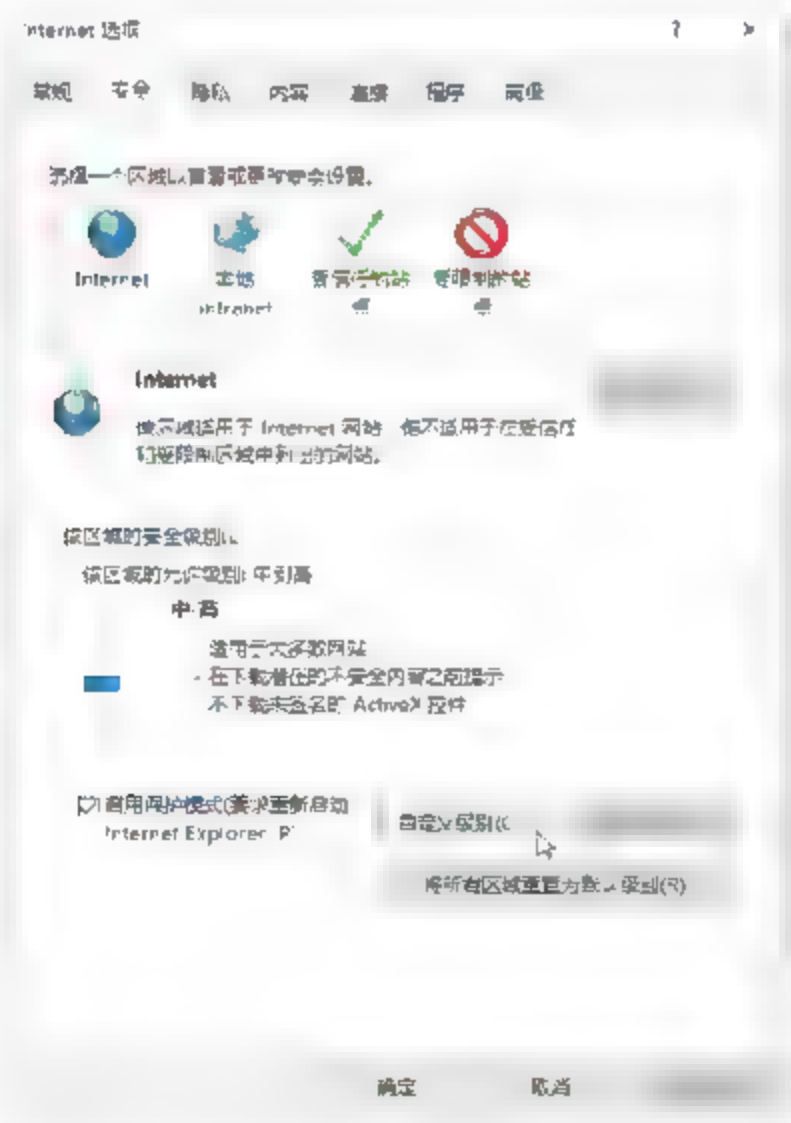 Internet 选项
常规 安全 隐私 内容 连接 程序 高级
选择一个区域以查看或更改安全设置。
Internet 本地 受信任的站 受限制的站
Intranet 点 点
Internet
该区域适用于 Internet 网站，但不适用于在受信任
和受限制区域中列出的网站。
该区域的安全级别(L)
该区域的允许级别: 中到高
中-高
适用于大多数网站
- 在下载潜在的不安全内容之前提示
不下载未签名的 ActiveX 控件
启用保护模式(要求重新启动
Internet Explorer)(P)
自定义级别(C
将所有区域重置为默认级别(R)
确定 取消